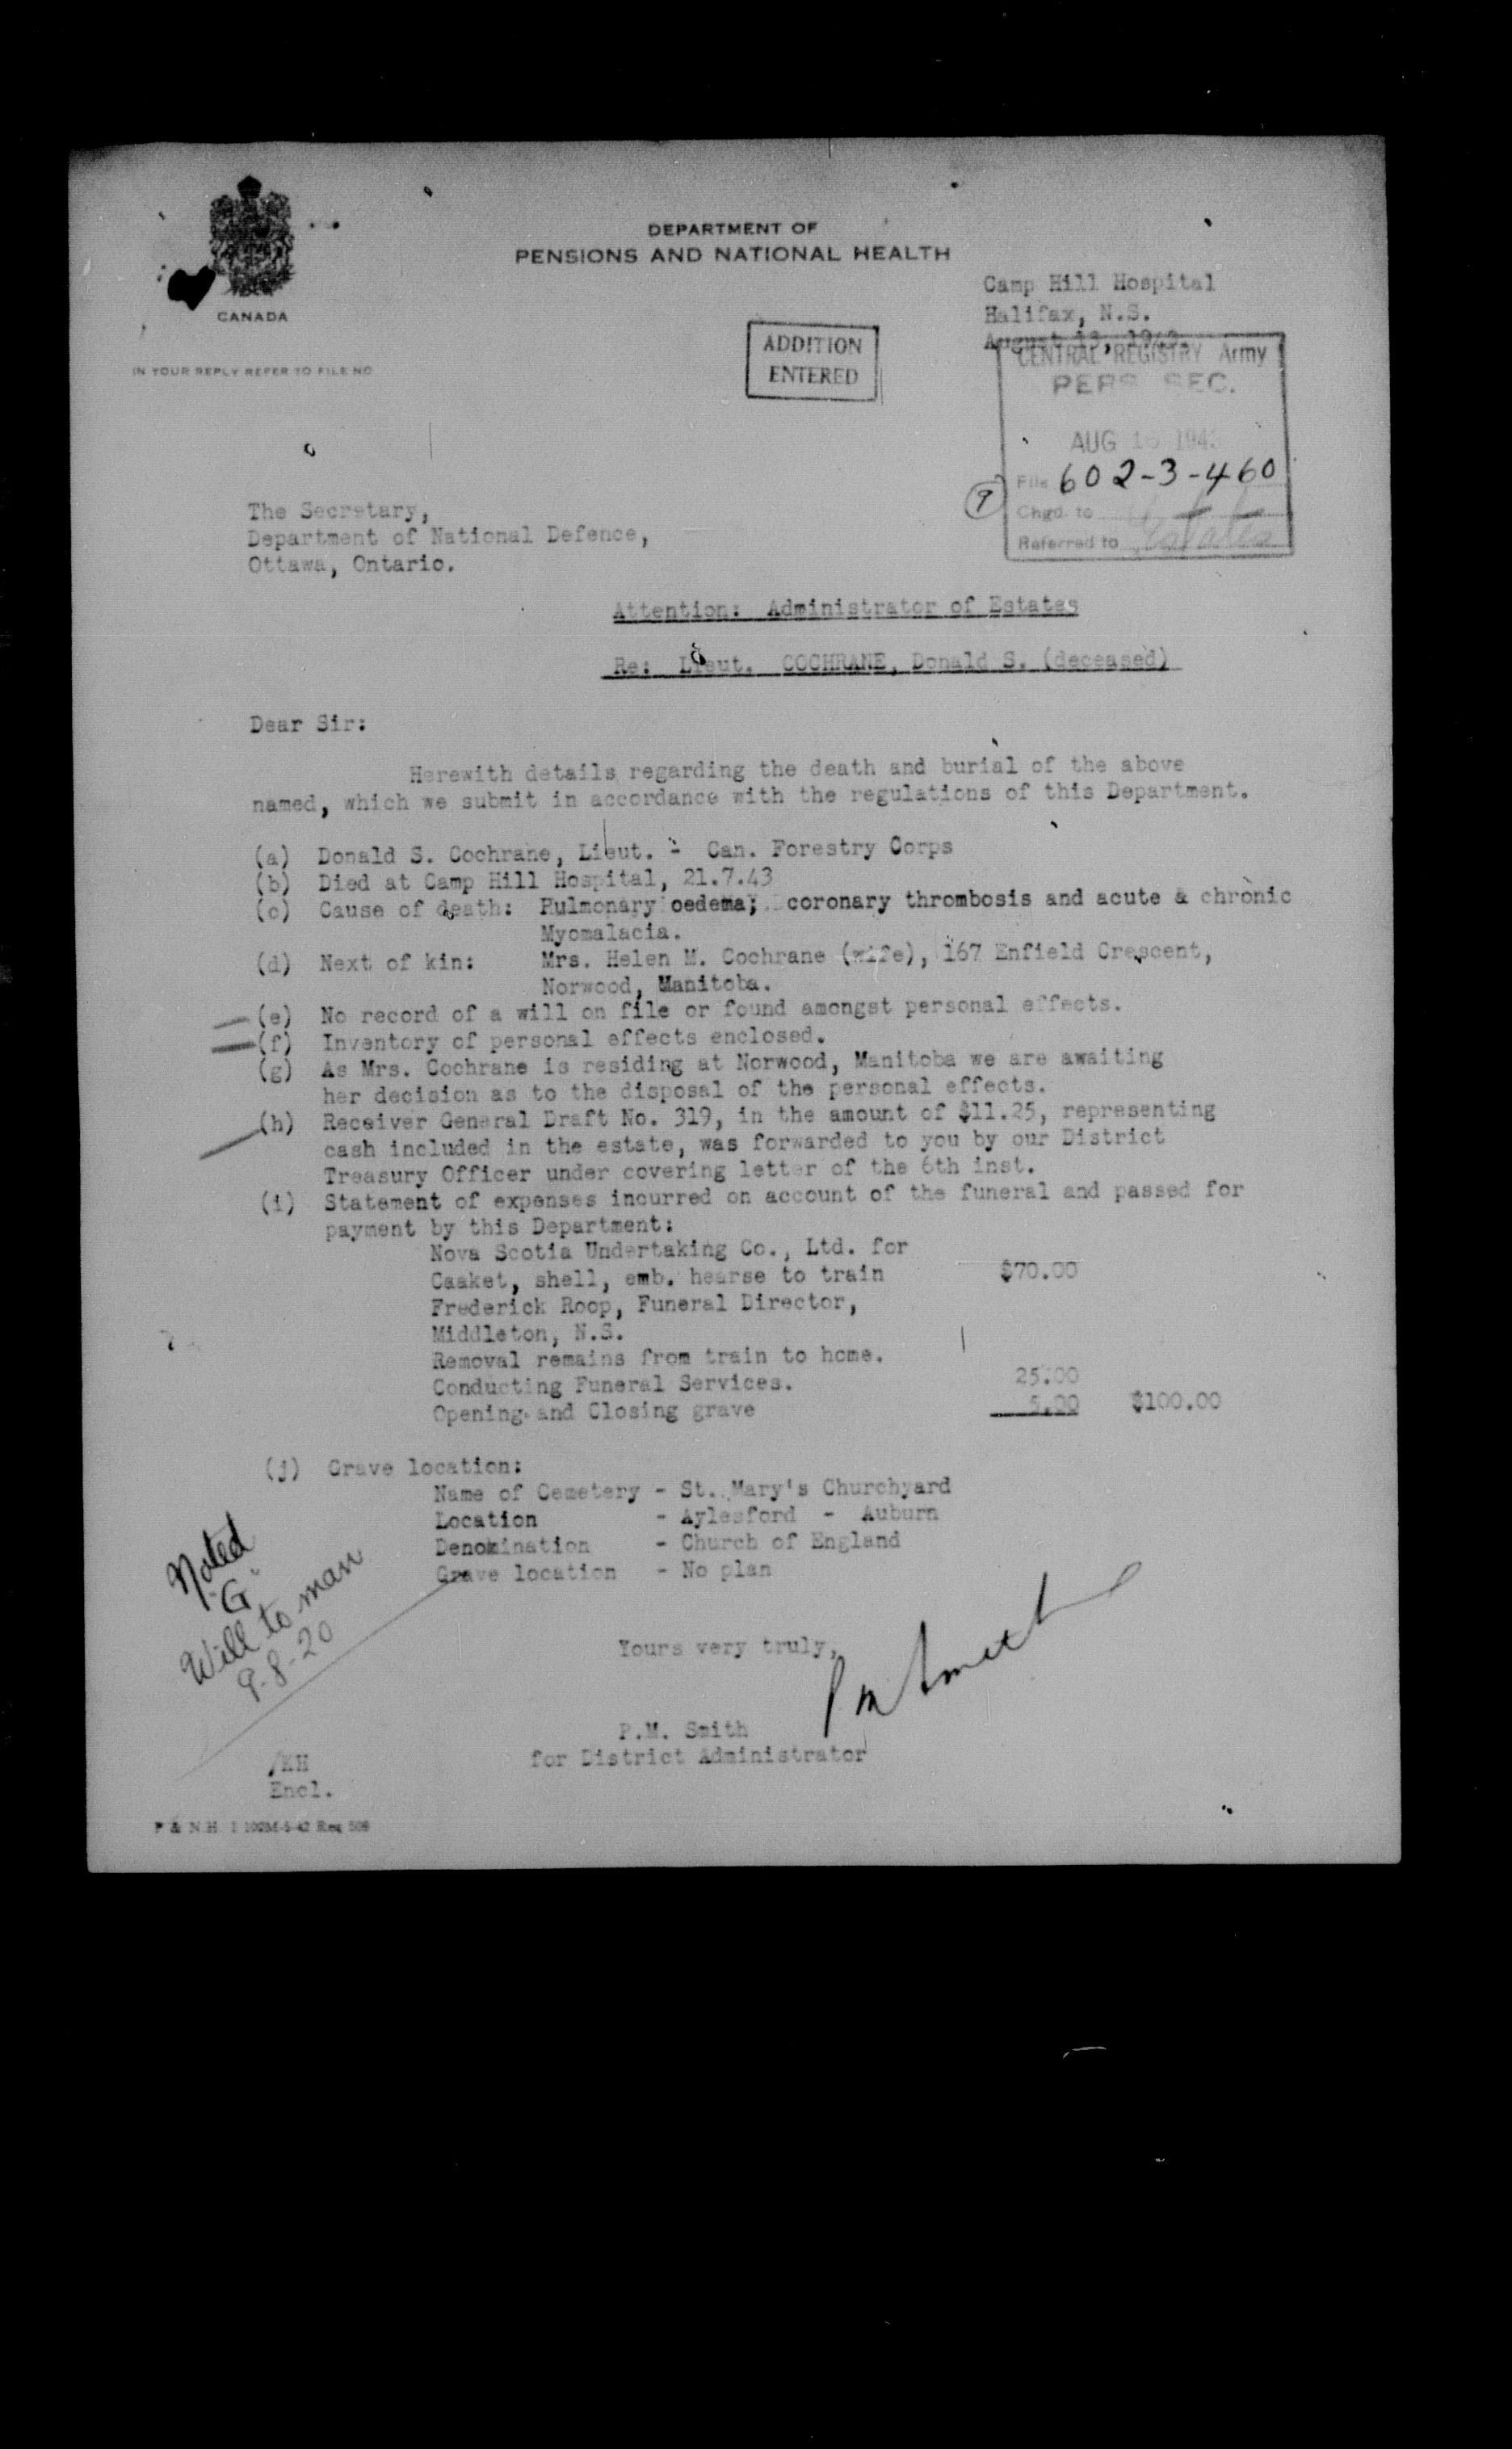 DEPARTMENT OF
PENSIONS AND NATIONAL HEALTH
CANADA
IN YOUR REPLY REFER TO FILE NO
Camp Hill Hospital
Halifax, N.S.
August
ADDITION
ENTERED
CENTRAL REGISTRY Army
PERS SEC.
AUG 1943
File 602-3-460
Chgd. to
Referred to Estates
The Secretary,
Department of National Defence,
Ottawa, Ontario.
Attention: Administrator of Estates
Re: Lieut. COCHRANE, Donald S. (deceased)
Dear Sir:
Herewith details regarding the death and burial of the above
named, which we submit in accordance with the regulations of this Department.
(a) Donald S. Cochrane, Lieut. - Can. Forestry Corps
(b) Died at Camp Hill Hospital, 21.7.43
(c) Cause of death: Pulmonary oedema; coronary thrombosis and acute & chronic
Myomalacia.
(d) Next of kin: Mrs. Helen M. Cochrane (wife), 167 Enfield Crescent,
Norwood, Manitoba.
(e) No record of a will on file or found amongst personal effects.
(f) Inventory of personal effects enclosed.
(g) As Mrs. Cochrane is residing at Norwood, Manitoba we are awaiting
her decision as to the disposal of the personal effects.
(h) Receiver General Draft No. 319, in the amount of $11.25, representing
cash included in the estate, was forwarded to you by our District
Treasury Officer under covering letter of the 6th inst.
(i) Statement of expenses incurred on account of the funeral and passed for
payment by this Department:
Nova Scotia Undertaking Co., Ltd. for
Casket, shell, emb. hearse to train $70.00
Frederick Roop, Funeral Director,
Middleton, N.S.
Removal remains from train to home.
Conducting Funeral Services. 25.00
Opening and Closing grave 5.00 $100.00
(j) Grave location:
Name of Cemetery - St. Mary's Churchyard
Location - Aylesford - Auburn
Denomination - Church of England
Grave location - No plan
Noted
"G"
Will to man
9-8-20
Yours very truly,
P M Smith
P.M. Smith
for District Administrator
/KH
Encl.
P & N.H. 1 100M-5-42 Req 509